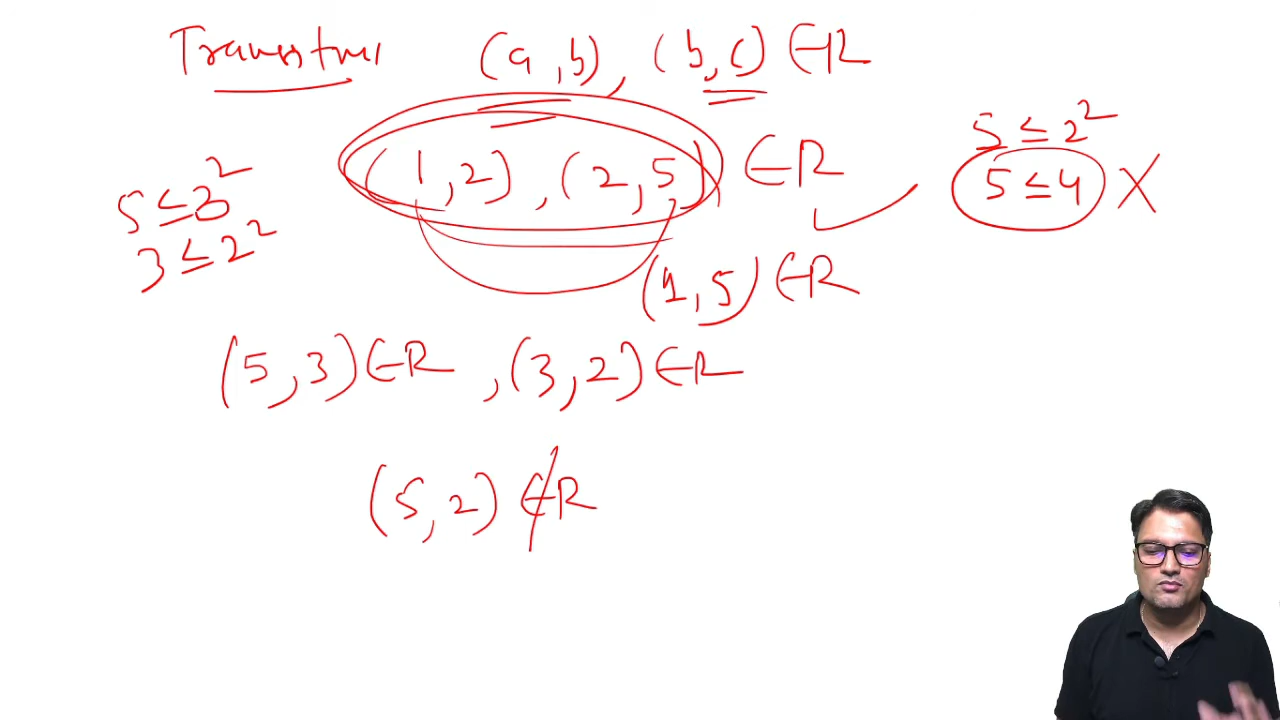 Transitive (a,b), (b,c) ∈ R
5 ≤ 2²
(1,2), (2,5) ∈ R
5 ≤ 4 X
5 ≤ 3²
3 ≤ 2²
(1,5) ∈ R
(5,3) ∈ R, (3,2) ∈ R
(5,2) ∉ R